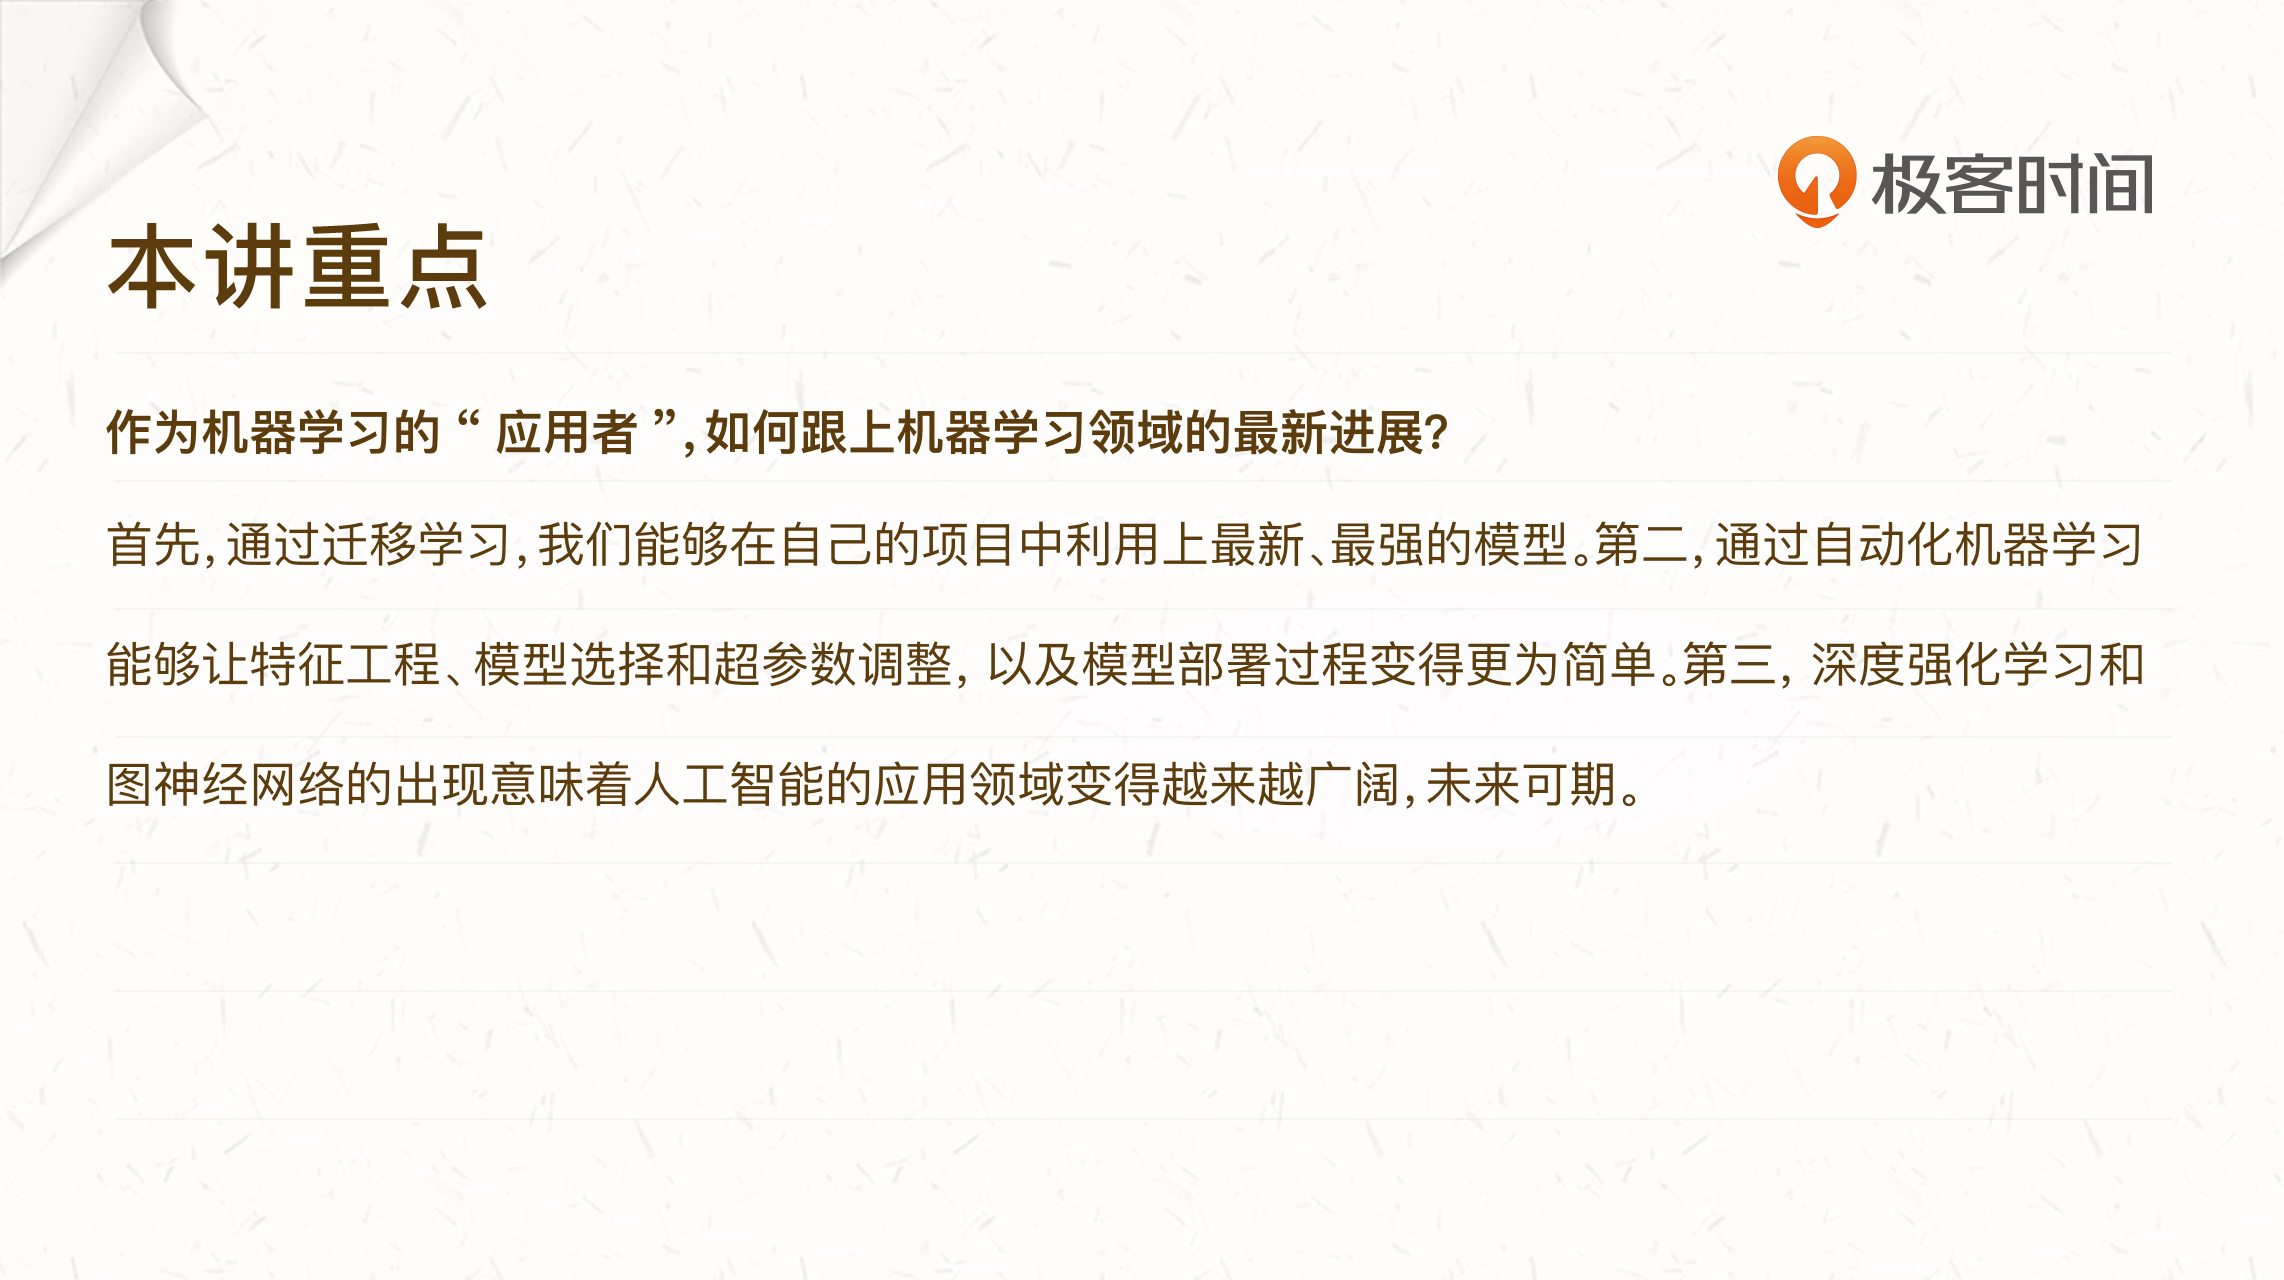 极客时间
本讲重点
作为机器学习的“应用者”,如何跟上机器学习领域的最新进展?
首先,通过迁移学习,我们能够在自己的项目中利用上最新、最强的模型。第二,通过自动化机器学习
能够让特征工程、模型选择和超参数调整,以及模型部署过程变得更为简单。第三,深度强化学习和
图神经网络的出现意味着人工智能的应用领域变得越来越广阔,未来可期。